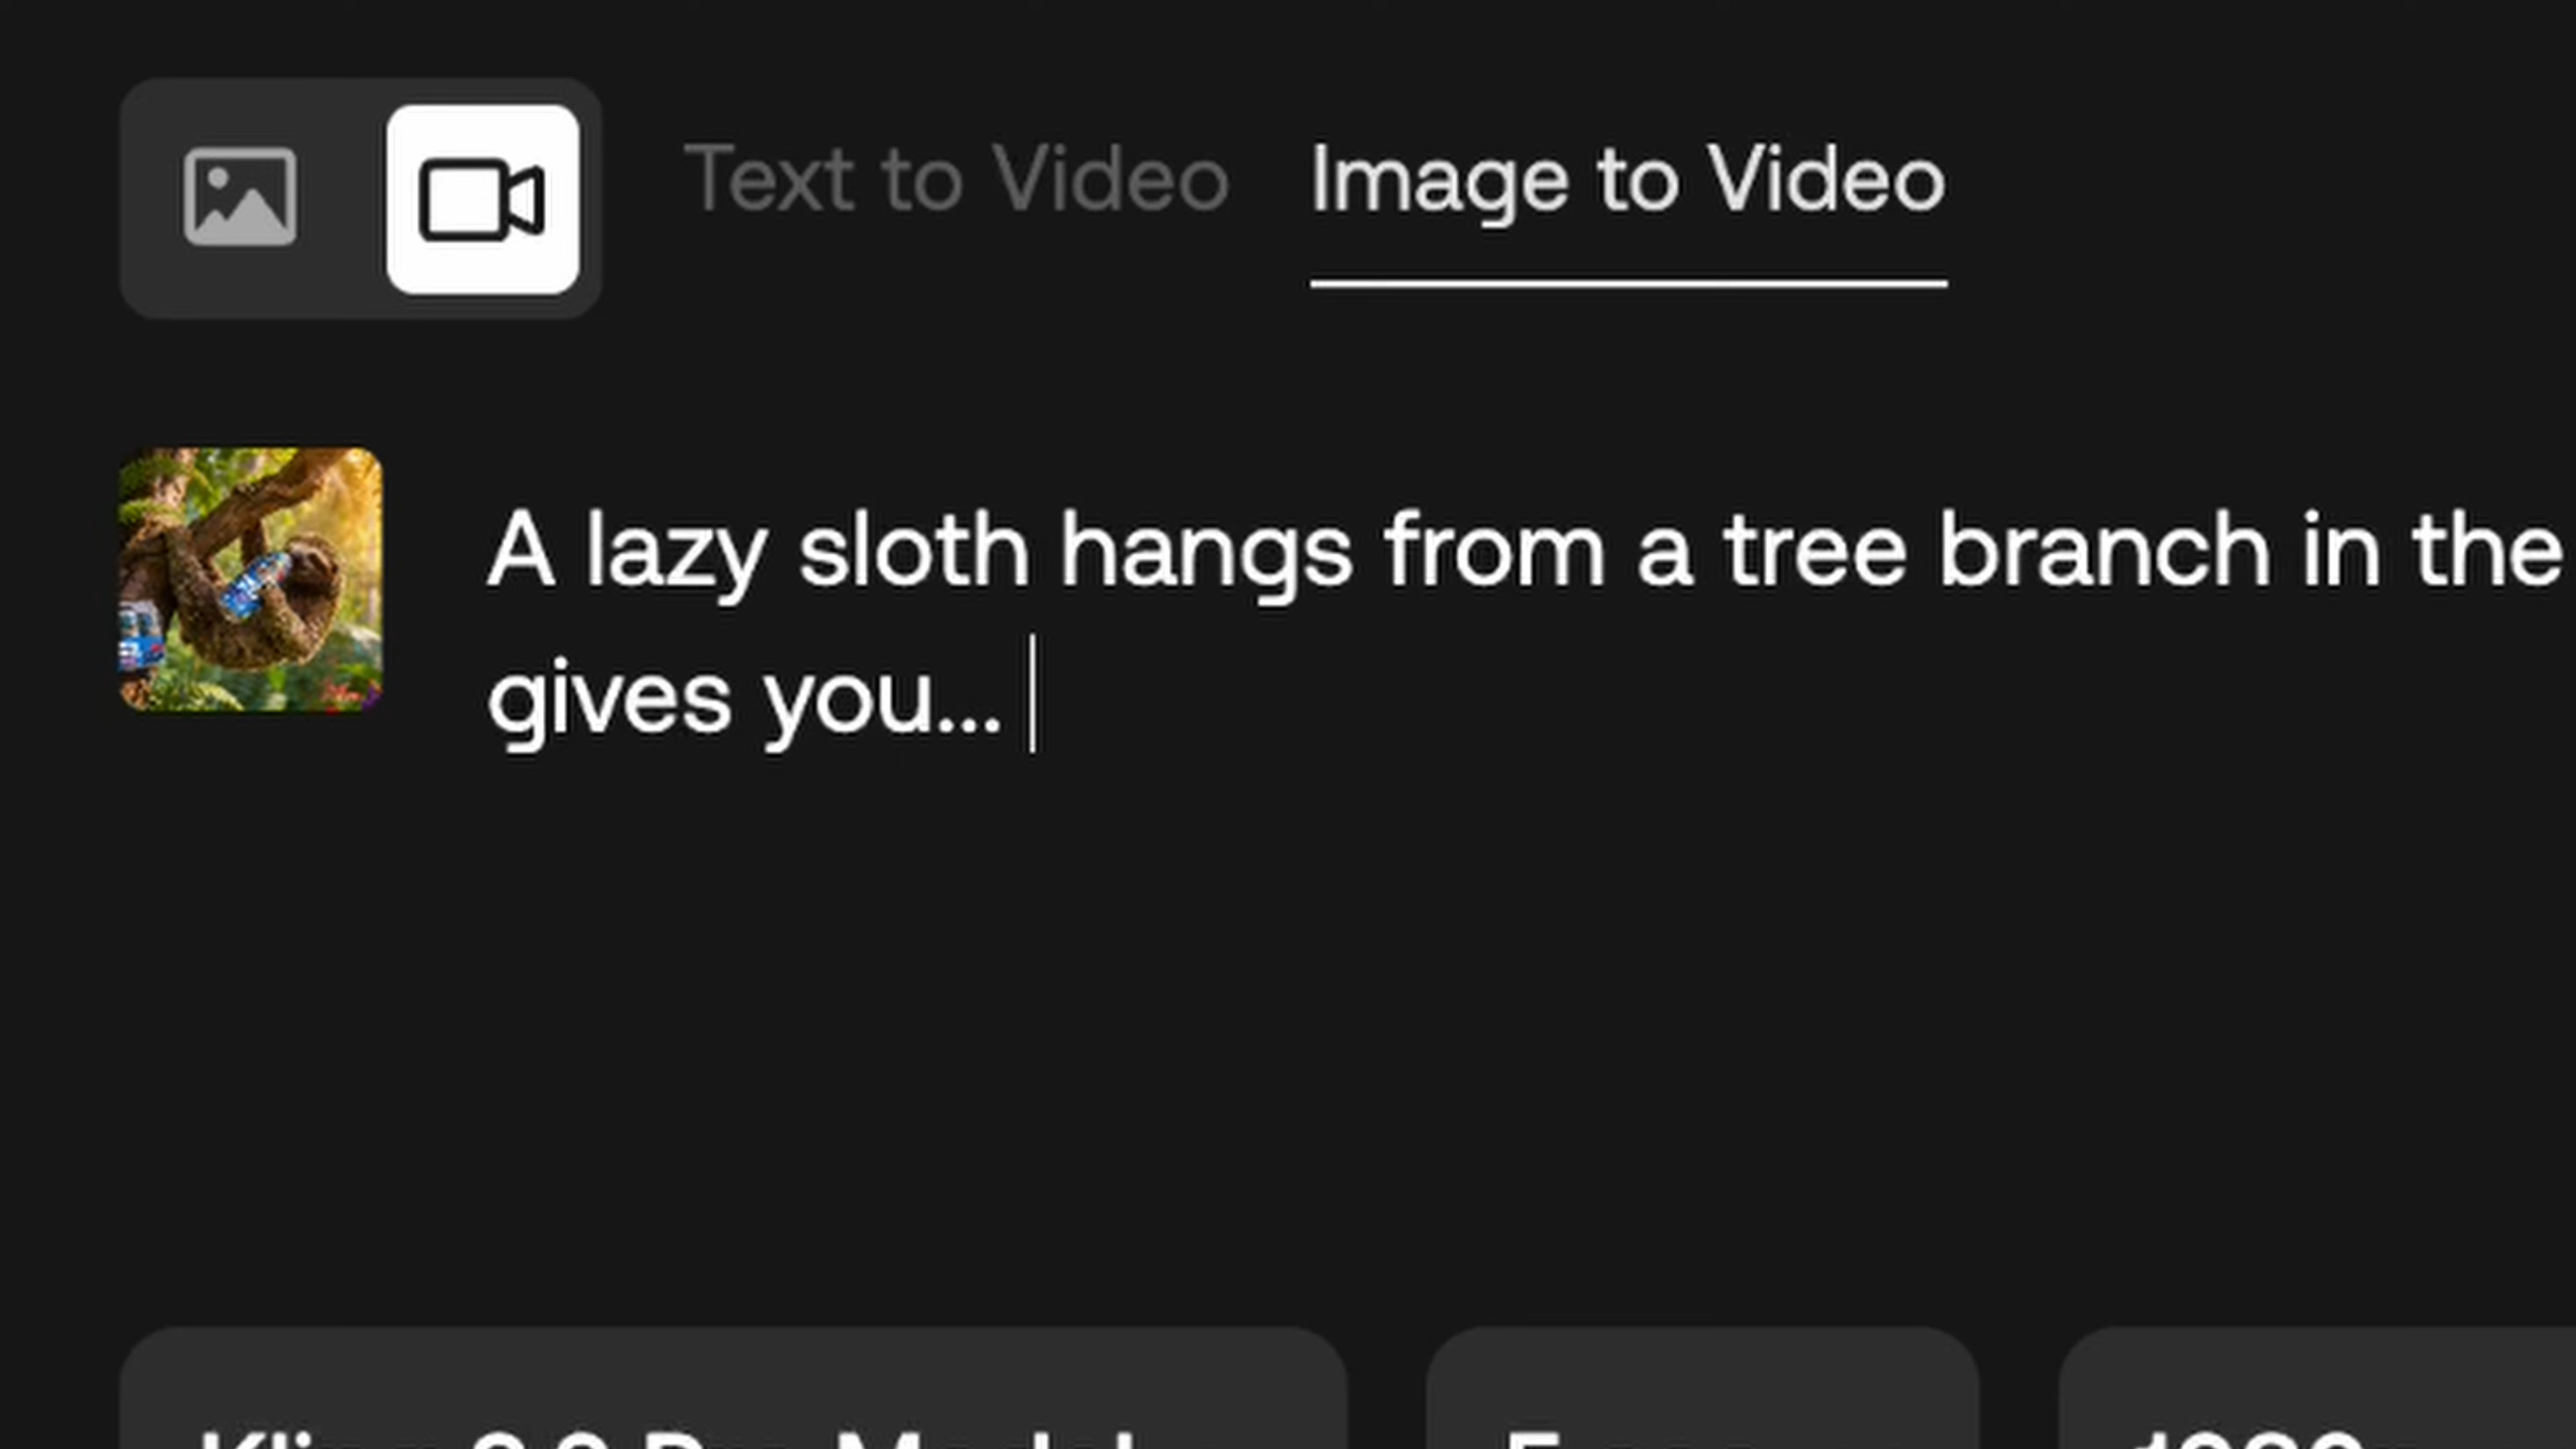 Text to Video
Image to Video
A lazy sloth hangs from a tree branch in the
gives you...